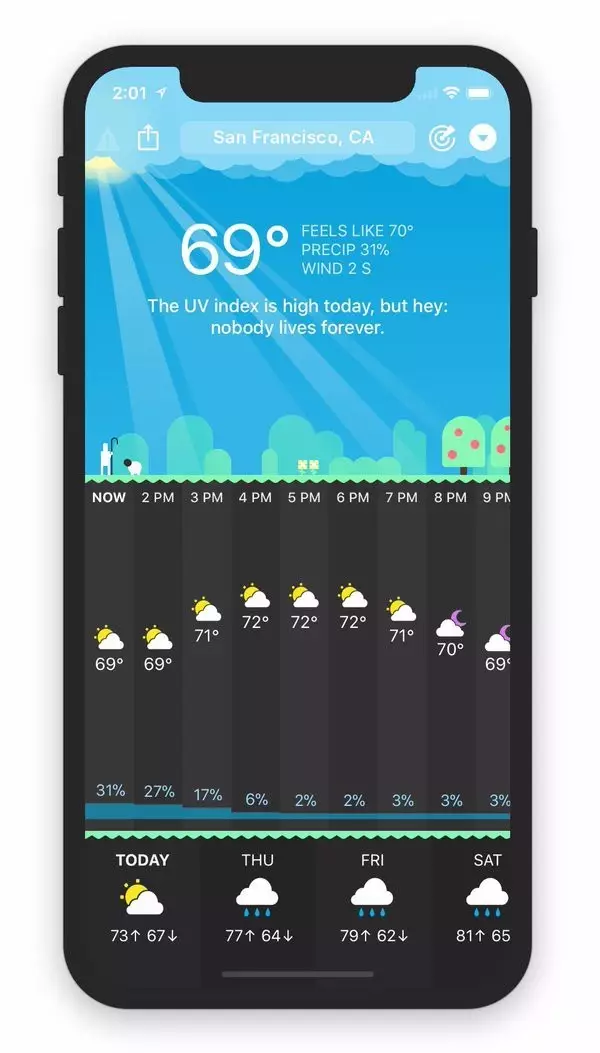 2:01
San Francisco, CA
69°
FEELS LIKE 70°
PRECIP 31%
WIND 2 S
The UV index is high today, but hey:
nobody lives forever.
NOW 2 PM 3 PM 4 PM 5 PM 6 PM 7 PM 8 PM 9 PM
69° 69° 71° 72° 72° 72° 71° 70° 69°
31% 27% 17% 6% 2% 2% 3% 3% 3%
TODAY THU FRI SAT
73↑ 67↓ 77↑ 64↓ 79↑ 62↓ 81↑ 65